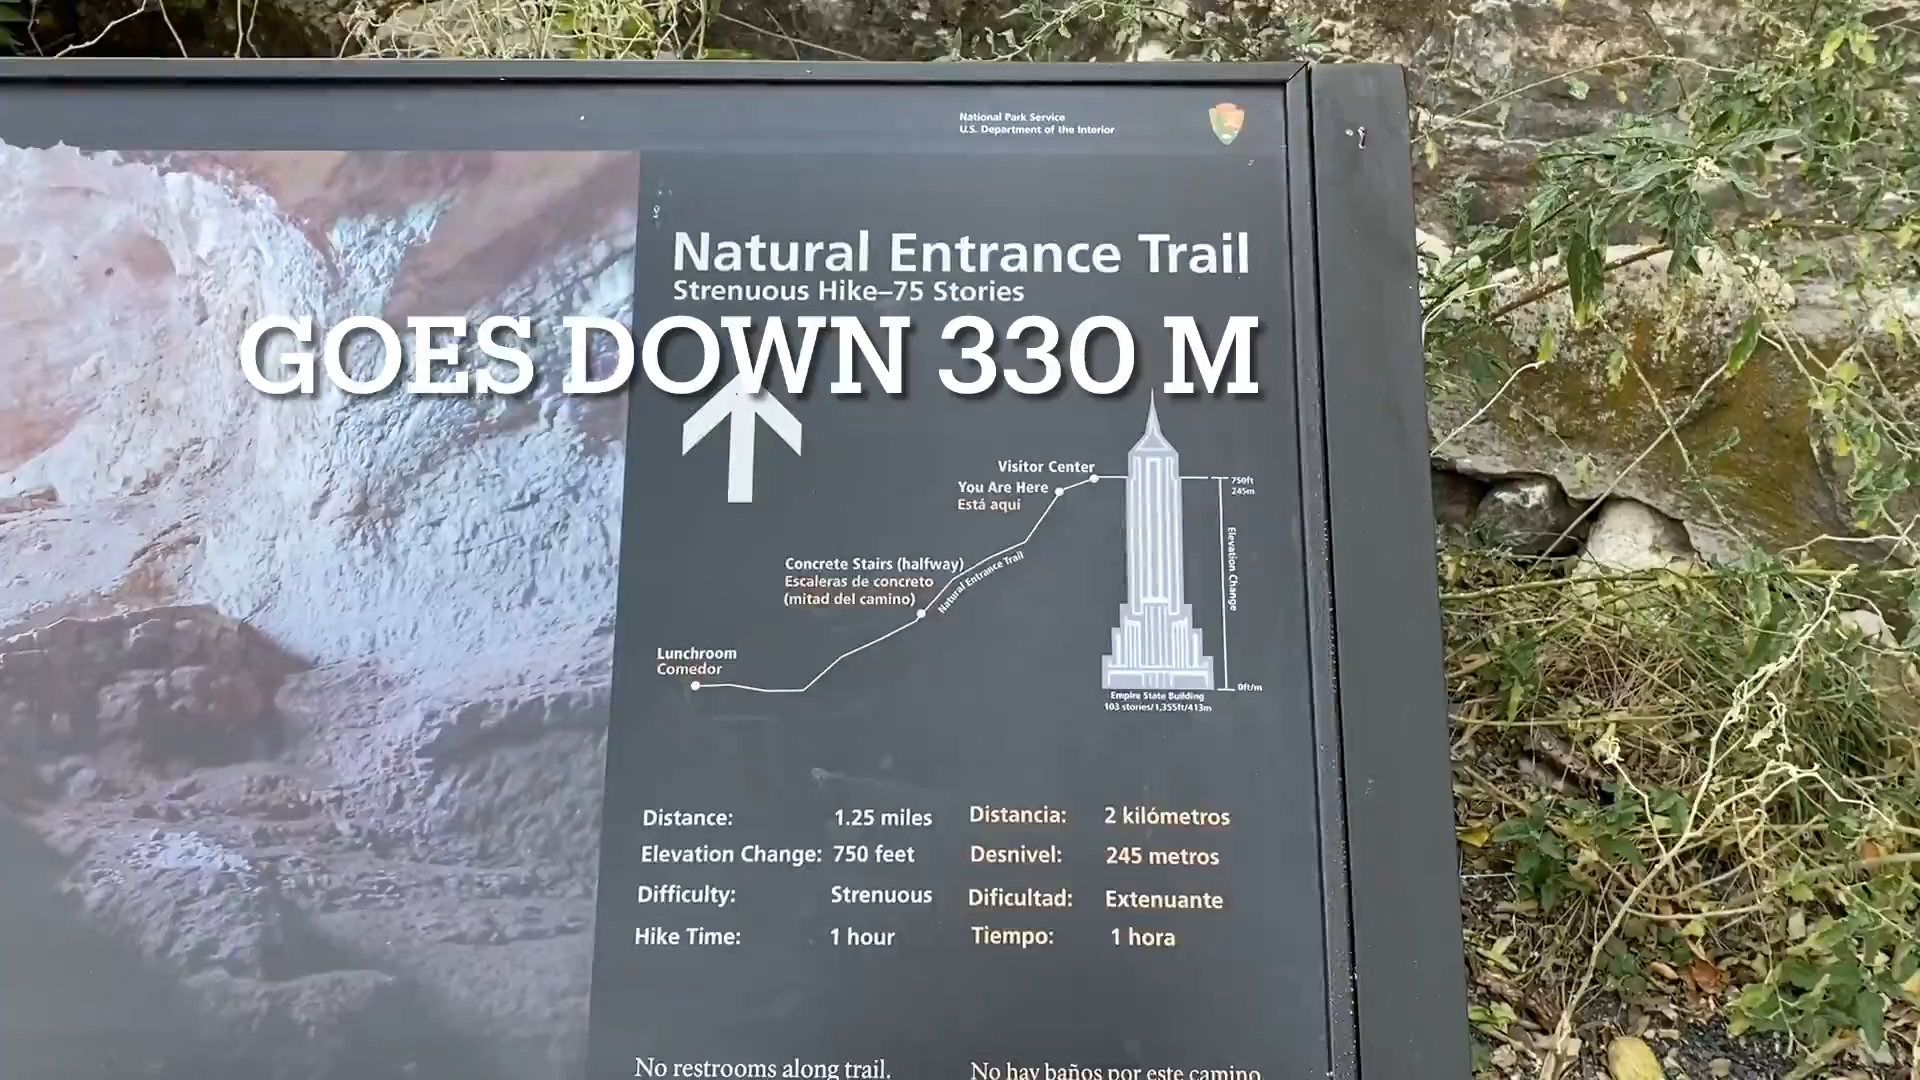 National Park Service
U.S. Department of the Interior
Natural Entrance Trail
Strenuous Hike–75 Stories
GOES DOWN 330 M
Visitor Center
You Are Here
Está aquí
750ft
245m
Elevation Change
Concrete Stairs (halfway)
Escaleras de concreto
(mitad del camino)
Natural Entrance Trail
Lunchroom
Comedor
0ft/m
Empire State Building
103 stories/1,355ft/413m
Distance: 1.25 miles
Elevation Change: 750 feet
Difficulty: Strenuous
Hike Time: 1 hour
Distancia: 2 kilómetros
Desnivel: 245 metros
Dificultad: Extenuante
Tiempo: 1 hora
No restrooms along trail.
No hay baños por este camino.